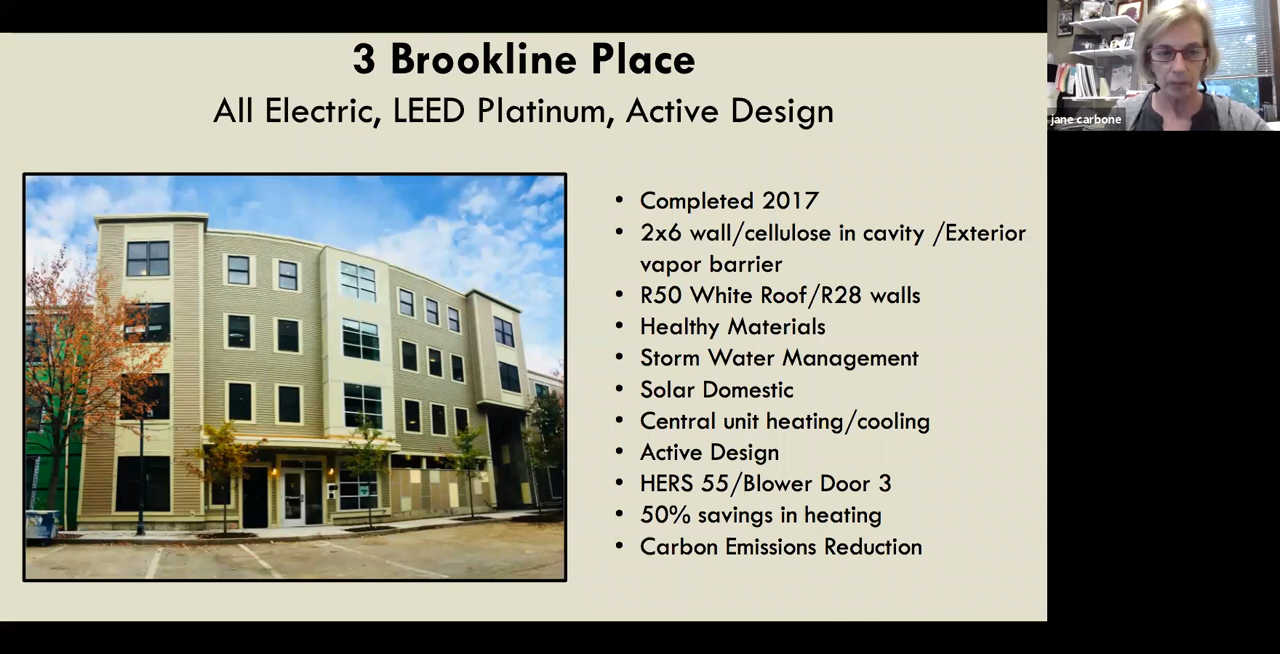 3 Brookline Place
All Electric, LEED Platinum, Active Design
jane carbone
• Completed 2017
• 2x6 wall/cellulose in cavity /Exterior
vapor barrier
• R50 White Roof/R28 walls
• Healthy Materials
• Storm Water Management
• Solar Domestic
• Central unit heating/cooling
• Active Design
• HERS 55/Blower Door 3
• 50% savings in heating
• Carbon Emissions Reduction